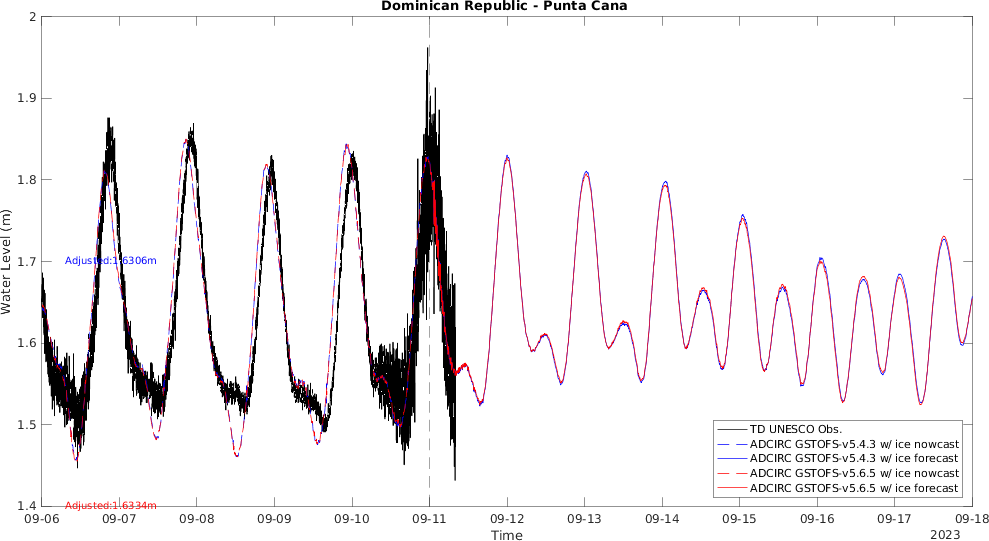 Dominican Republic - Punta Cana
2
1.9
1.8
1.7
1.6
1.5
1.4
Water Level (m)
Adjusted:1.6306m
Adjusted:1.6334m
TD UNESCO Obs.
ADCIRC GSTOFS-v5.4.3 w/ ice nowcast
ADCIRC GSTOFS-v5.4.3 w/ ice forecast
ADCIRC GSTOFS-v5.6.5 w/ ice nowcast
ADCIRC GSTOFS-v5.6.5 w/ ice forecast
09-06 09-07 09-08 09-09 09-10 09-11 09-12 09-13 09-14 09-15 09-16 09-17 09-18
Time
2023